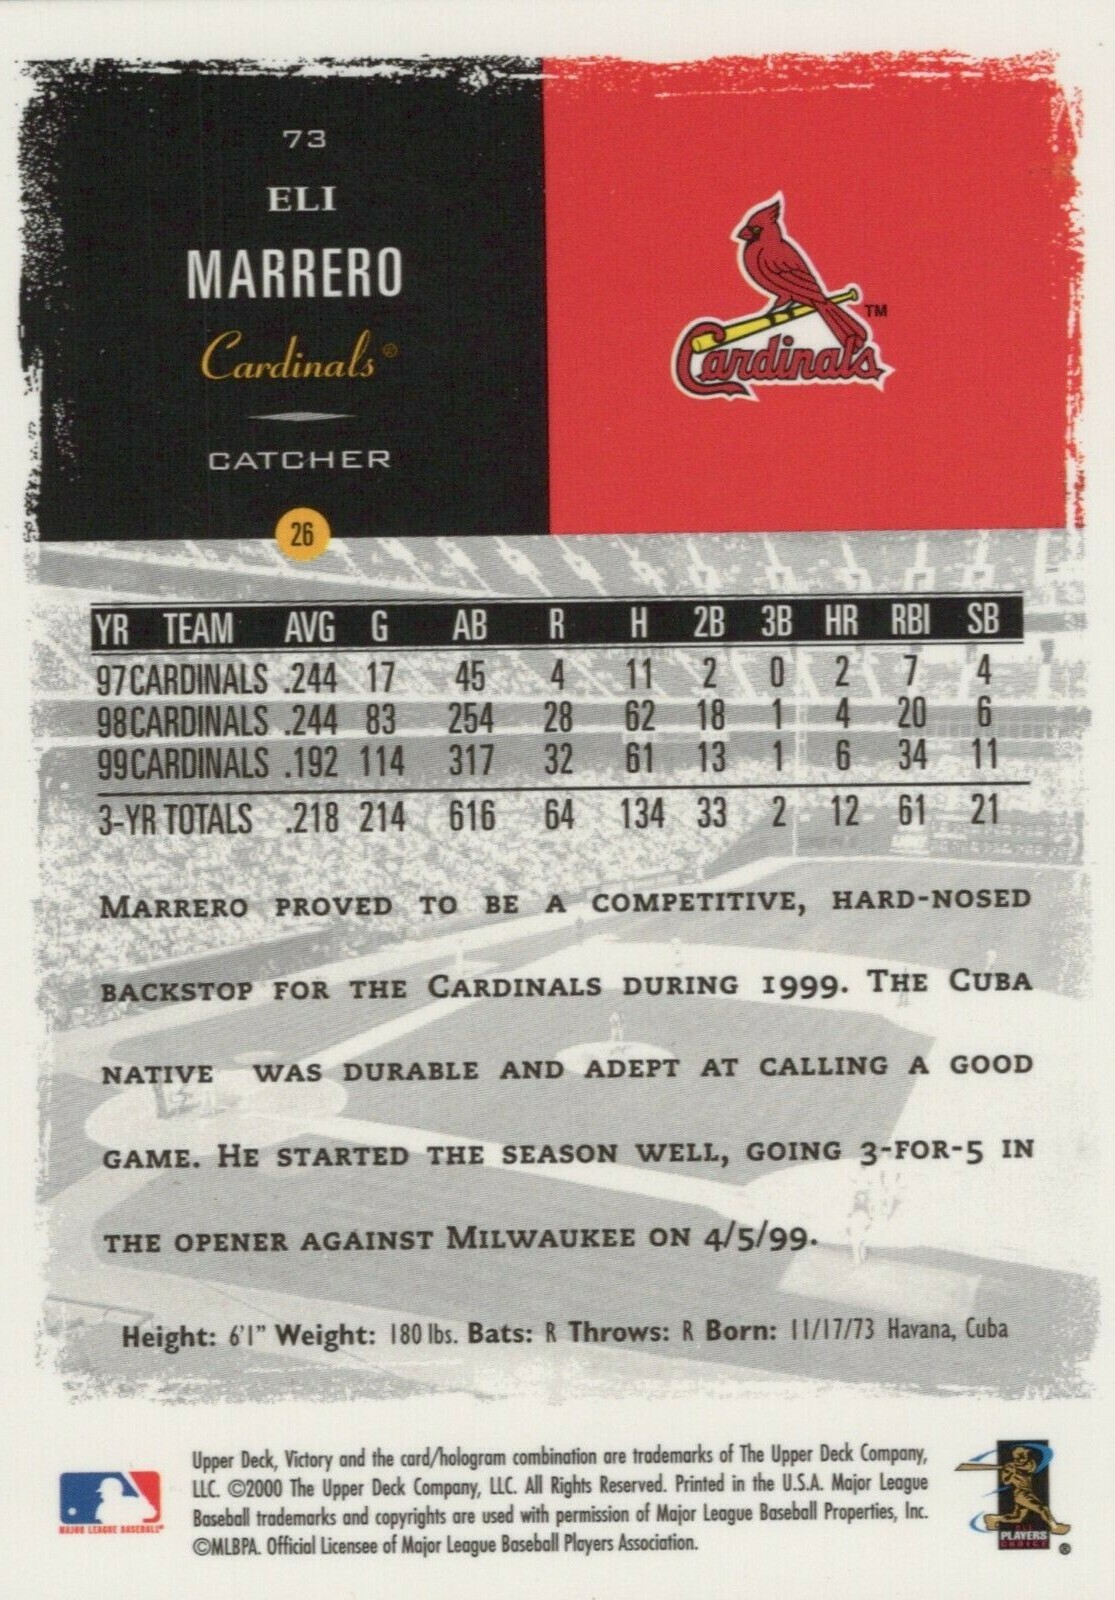 73
ELI
MARRERO
Cardinals®
CATCHER
Cardinals™
26
YR TEAM AVG G AB R H 2B 3B HR RBI SB
97 CARDINALS .244 17 45 4 11 2 0 2 7 4
98 CARDINALS .244 83 254 28 62 18 1 4 20 6
99 CARDINALS .192 114 317 32 61 13 1 6 34 11
3-YR TOTALS .218 214 616 64 134 33 2 12 61 21
MARRERO PROVED TO BE A COMPETITIVE, HARD-NOSED
BACKSTOP FOR THE CARDINALS DURING 1999. THE CUBA
NATIVE WAS DURABLE AND ADEPT AT CALLING A GOOD
GAME. HE STARTED THE SEASON WELL, GOING 3-FOR-5 IN
THE OPENER AGAINST MILWAUKEE ON 4/5/99.
Height: 6'1" Weight: 180 lbs. Bats: R Throws: R Born: 11/17/73 Havana, Cuba
Upper Deck, Victory and the card/hologram combination are trademarks of The Upper Deck Company,
LLC. ©2000 The Upper Deck Company, LLC. All Rights Reserved. Printed in the U.S.A. Major League
Baseball trademarks and copyrights are used with permission of Major League Baseball Properties, Inc.
©MLBPA. Official Licensee of Major League Baseball Players Association.
MAJOR LEAGUE BASEBALL®
PLAYERS
CHOICE
®